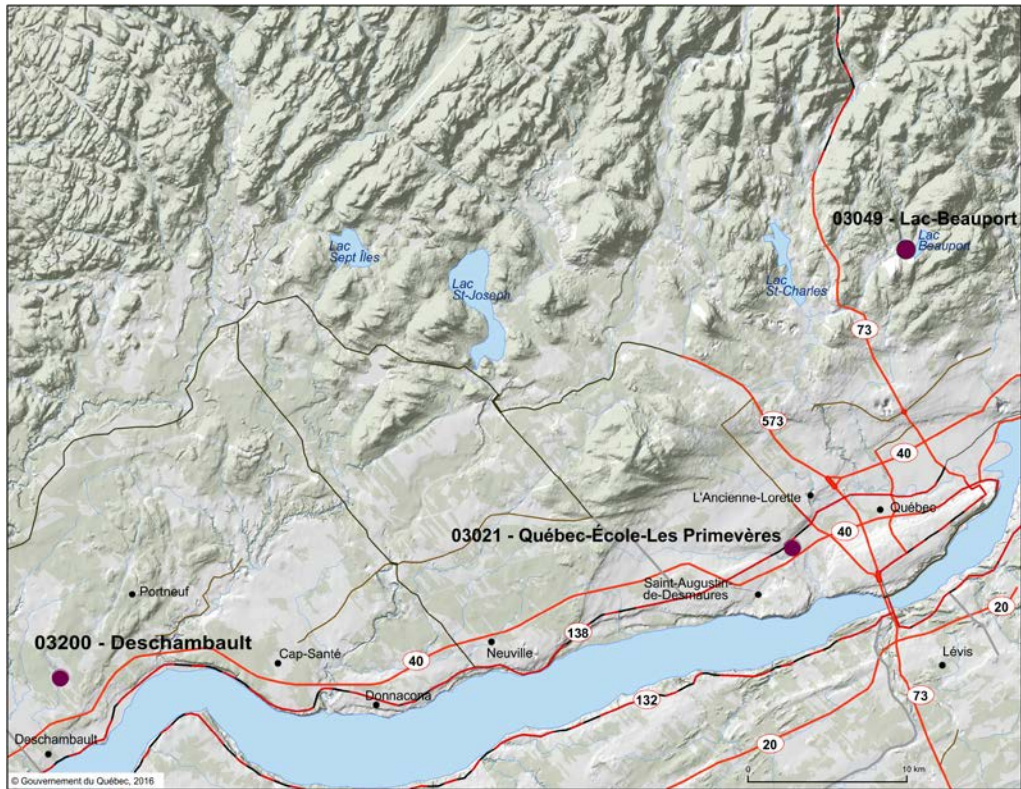 03049 - Lac-Beauport
Lac
Beauport
Lac
Sept Îles
Lac
St-Joseph
Lac
St-Charles
73
573
40
L'Ancienne-Lorette
Québec
03021 - Québec-École-Les Primevères
40
Saint-Augustin-
de-Desmaures
Portneuf
20
138
03200 - Deschambault
Cap-Santé
40
Neuville
Lévis
Donnacona
132
73
Deschambault
20
© Gouvernement du Québec, 2016
0 10 km